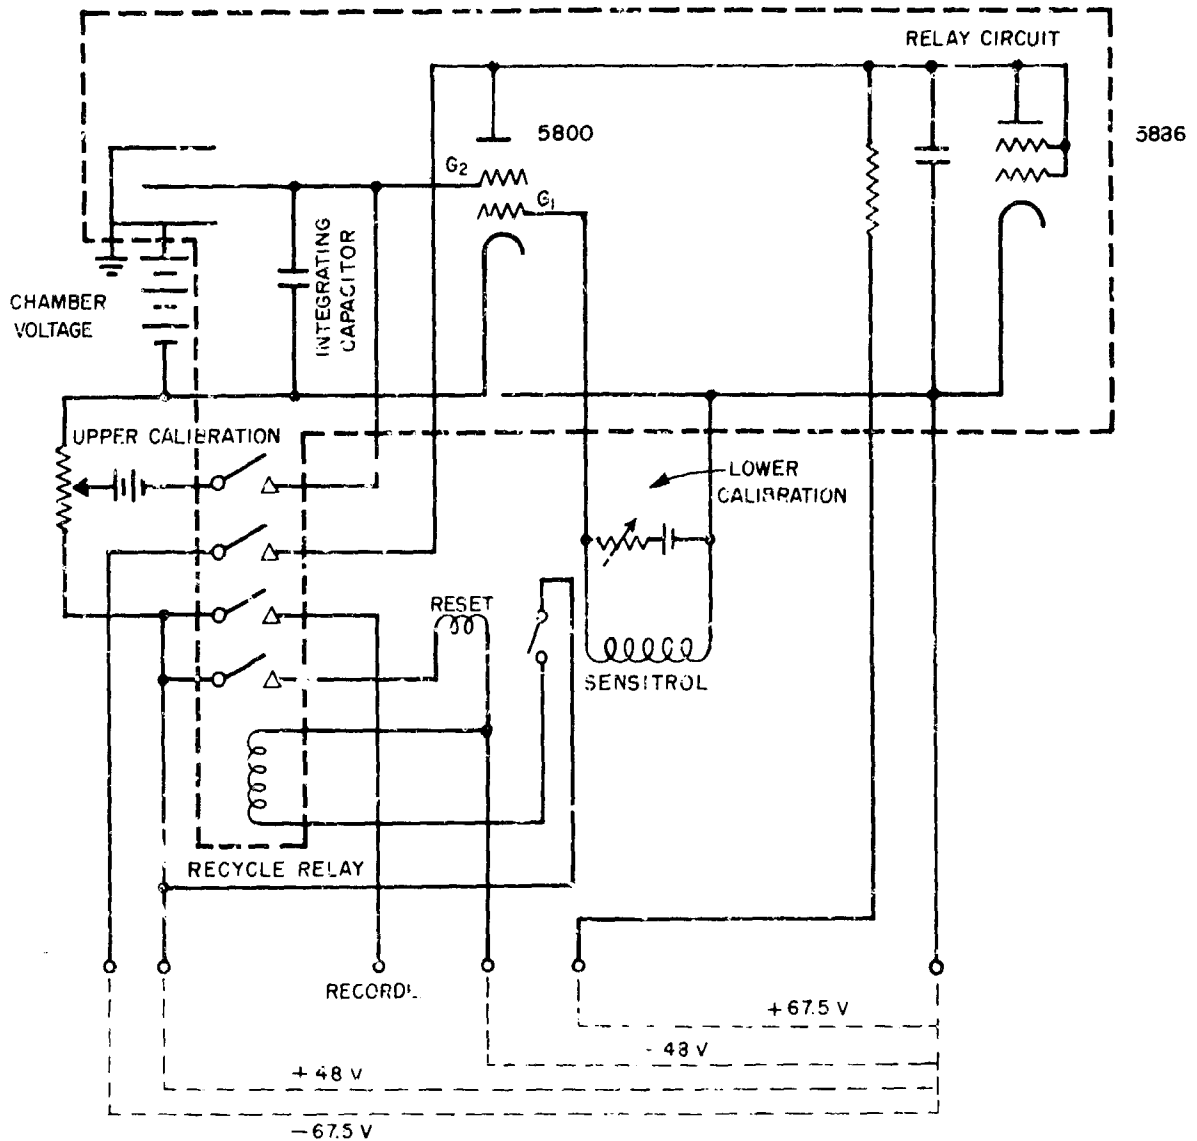 RELAY CIRCUIT
5800
5886
G2
G1
INTEGRATING
CAPACITOR
CHAMBER
VOLTAGE
UPPER CALIBRATION
LOWER
CALIBRATION
RESET
SENSITROL
RECYCLE RELAY
+67.5 V
-48 V
+48 V
-67.5 V